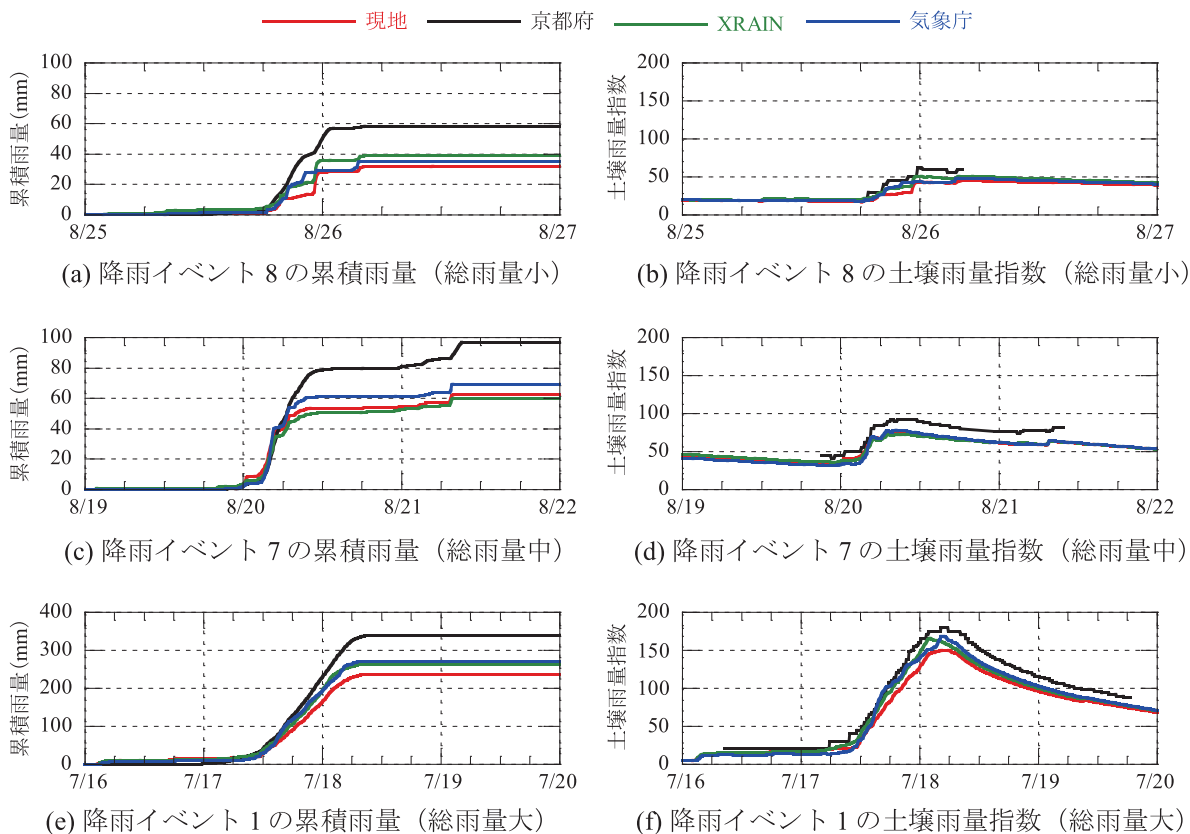 現地 京都府 XRAIN 気象庁
累積雨量(mm)
100
80
60
40
20
0
8/25 8/26 8/27
(a) 降雨イベント 8 の累積雨量（総雨量小）
土壌雨量指数
200
150
100
50
0
8/25 8/26 8/27
(b) 降雨イベント 8 の土壌雨量指数（総雨量小）
累積雨量(mm)
100
80
60
40
20
0
8/19 8/20 8/21 8/22
(c) 降雨イベント 7 の累積雨量（総雨量中）
土壌雨量指数
200
150
100
50
0
8/19 8/20 8/21 8/22
(d) 降雨イベント 7 の土壌雨量指数（総雨量中）
累積雨量(mm)
400
300
200
100
0
7/16 7/17 7/18 7/19 7/20
(e) 降雨イベント 1 の累積雨量（総雨量大）
土壌雨量指数
200
150
100
50
0
7/16 7/17 7/18 7/19 7/20
(f) 降雨イベント 1 の土壌雨量指数（総雨量大）